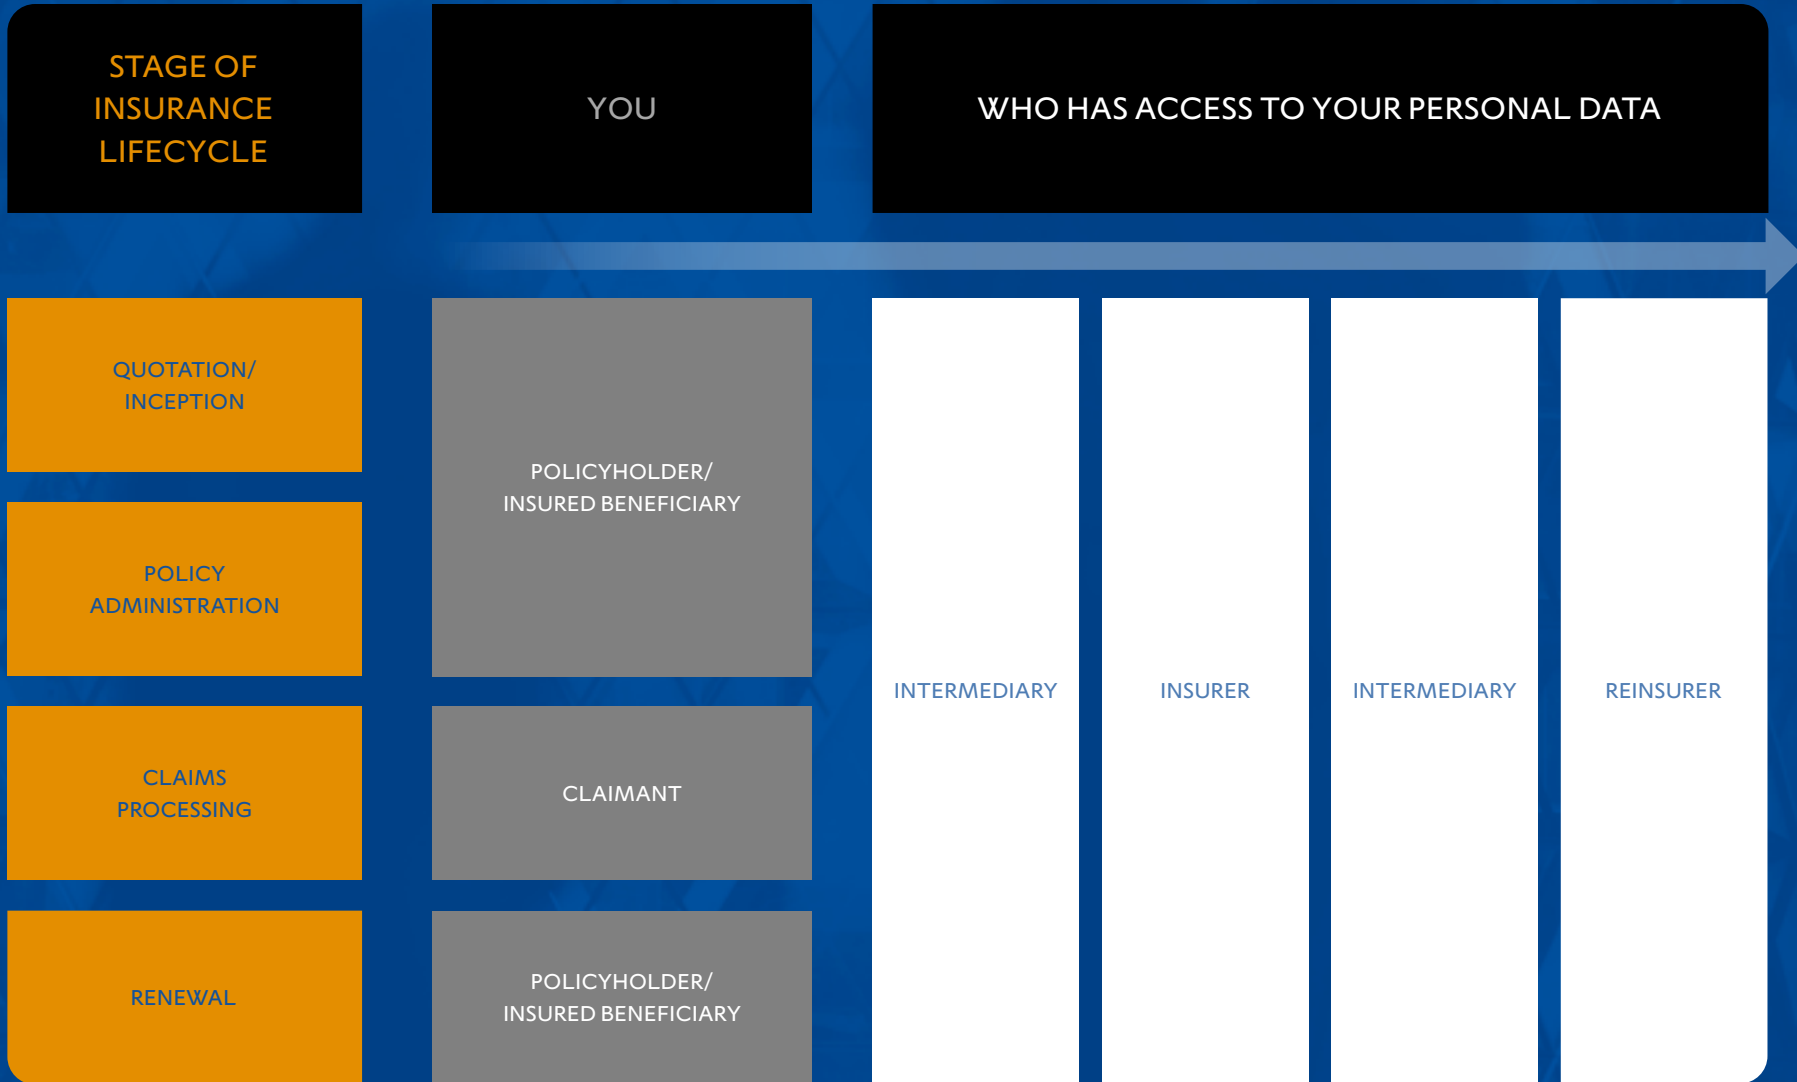 STAGE OF
INSURANCE
LIFECYCLE
YOU
WHO HAS ACCESS TO YOUR PERSONAL DATA
QUOTATION/
INCEPTION
POLICYHOLDER/
INSURED BENEFICIARY
POLICY
ADMINISTRATION
INTERMEDIARY
INSURER
INTERMEDIARY
REINSURER
CLAIMS
PROCESSING
CLAIMANT
RENEWAL
POLICYHOLDER/
INSURED BENEFICIARY